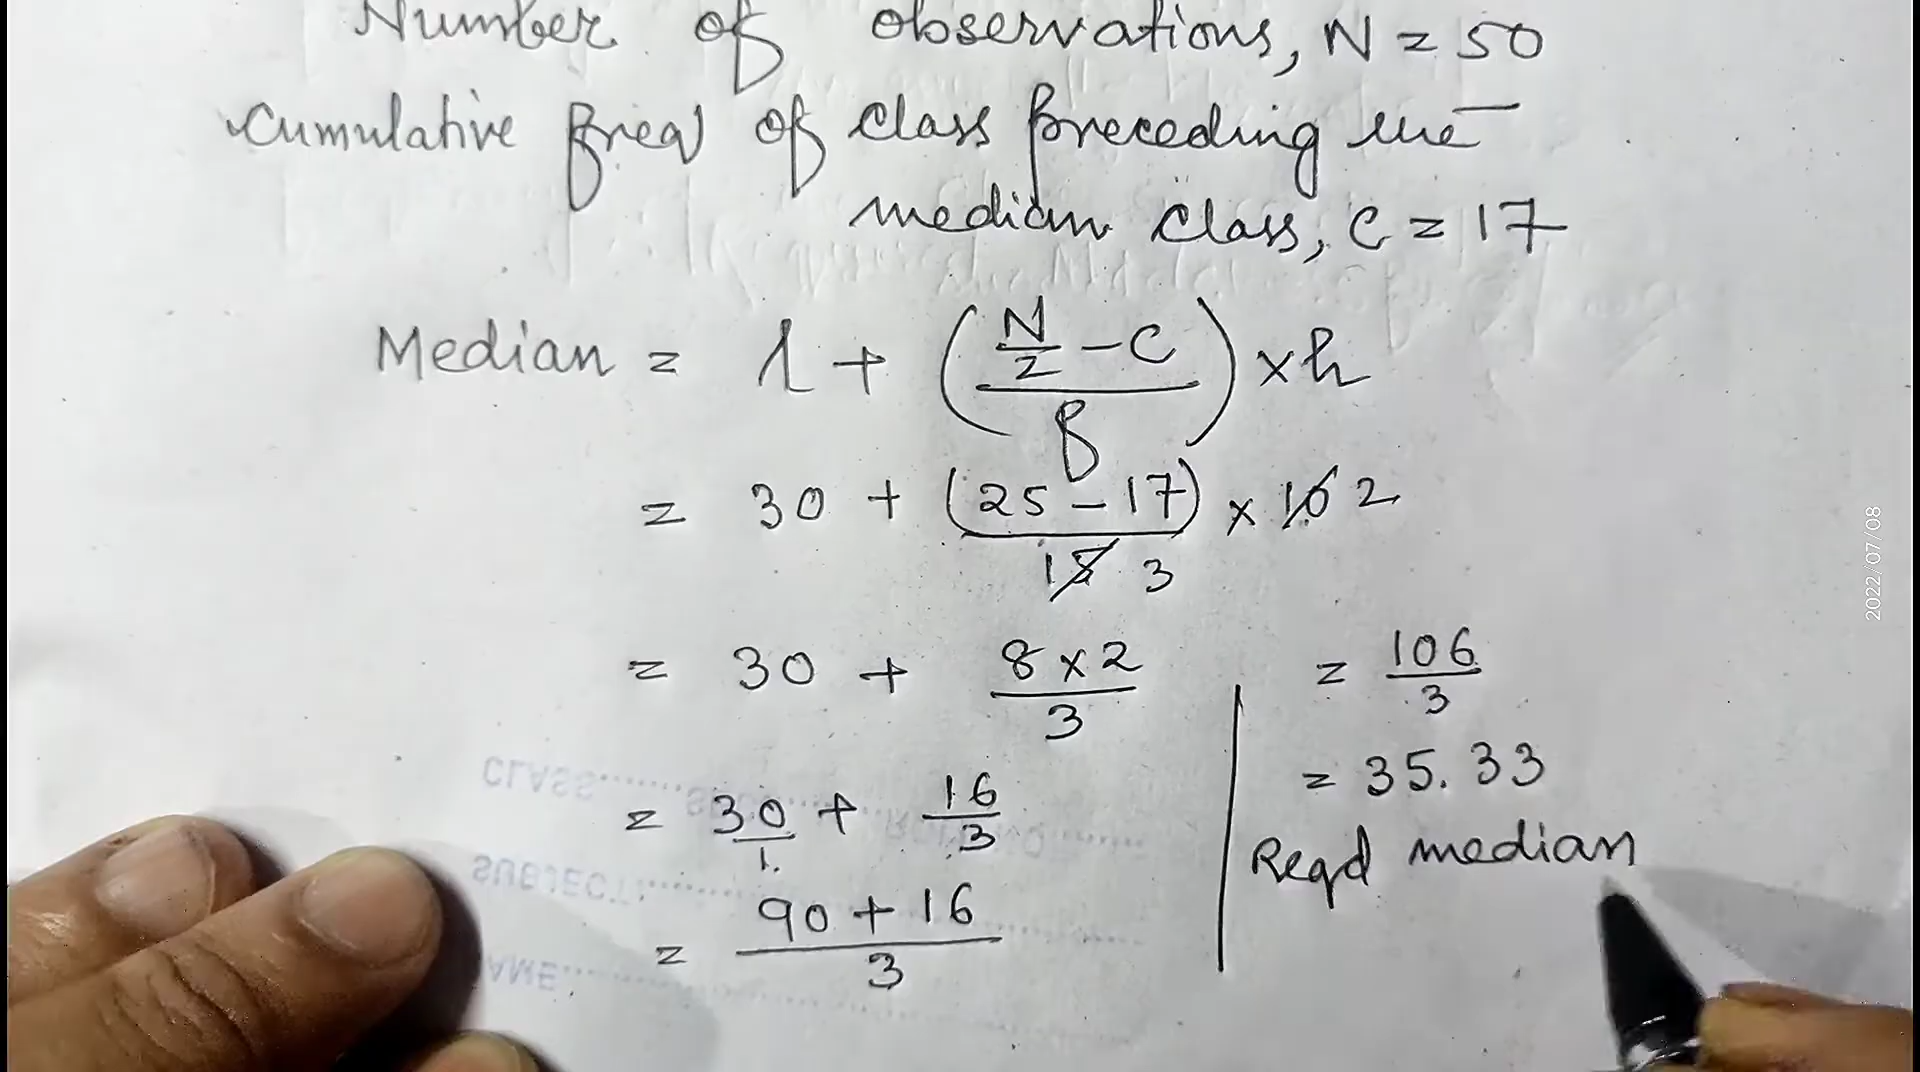 Number of observations, N = 50
Cumulative freq of class preceding the
median class, C = 17
Median = l + ( (N/2 - C) / f ) × h
= 30 + (25 - 17) / 15 3 × 10 2
= 30 + (8 × 2) / 3
= 30/1 + 16/3
= (90 + 16) / 3
= 106/3
= 35.33
Reqd median
CLASS
SUBJECT
2022/07/08